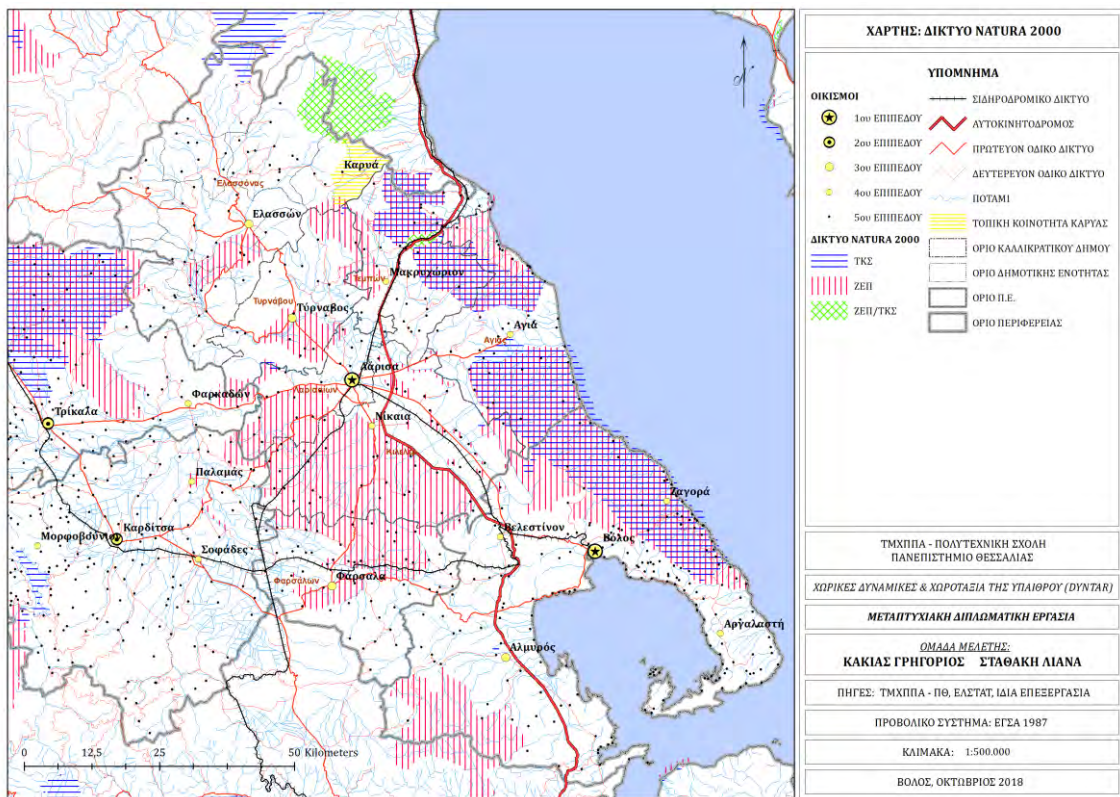 Καρυά
Ελασσόνας
Ελασσών
Μακρυχώριον
Τεμπών
Τυρνάβου
Τύρναβος
Αγιά
Αγιάς
Λάρισα
Λαρισαίων
Φαρκαδών
Τρίκαλα
Νίκαια
Κιλελέρ
Παλαμάς
Ζαγορά
Καρδίτσα
Μορφοβούνιον
Βελεστίνον
Βόλος
Σοφάδες
Φαρσάλων
Φάρσαλα
Αργαλαστή
Αλμυρός
0 12,5 25 50 Kilometers
ΧΑΡΤΗΣ: ΔΙΚΤΥΟ NATURA 2000
ΥΠΟΜΝΗΜΑ
ΟΙΚΙΣΜΟΙ
1ου ΕΠΙΠΕΔΟΥ
2ου ΕΠΙΠΕΔΟΥ
3ου ΕΠΙΠΕΔΟΥ
4ου ΕΠΙΠΕΔΟΥ
5ου ΕΠΙΠΕΔΟΥ
ΔΙΚΤΥΟ NATURA 2000
ΤΚΣ
ΖΕΠ
ΖΕΠ/ΤΚΣ
ΣΙΔΗΡΟΔΡΟΜΙΚΟ ΔΙΚΤΥΟ
ΑΥΤΟΚΙΝΗΤΟΔΡΟΜΟΣ
ΠΡΩΤΕΥΟΝ ΟΔΙΚΟ ΔΙΚΤΥΟ
ΔΕΥΤΕΡΕΥΟΝ ΟΔΙΚΟ ΔΙΚΤΥΟ
ΠΟΤΑΜΙ
ΤΟΠΙΚΗ ΚΟΙΝΟΤΗΤΑ ΚΑΡΥΑΣ
ΟΡΙΟ ΚΑΛΛΙΚΡΑΤΙΚΟΥ ΔΗΜΟΥ
ΟΡΙΟ ΔΗΜΟΤΙΚΗΣ ΕΝΟΤΗΤΑΣ
ΟΡΙΟ Π.Ε.
ΟΡΙΟ ΠΕΡΙΦΕΡΕΙΑΣ
ΤΜΧΠΠΑ - ΠΟΛΥΤΕΧΝΙΚΗ ΣΧΟΛΗ
ΠΑΝΕΠΙΣΤΗΜΙΟ ΘΕΣΣΑΛΙΑΣ
ΧΩΡΙΚΕΣ ΔΥΝΑΜΙΚΕΣ & ΧΩΡΟΤΑΞΙΑ ΤΗΣ ΥΠΑΙΘΡΟΥ (DYNTAR)
ΜΕΤΑΠΤΥΧΙΑΚΗ ΔΙΠΛΩΜΑΤΙΚΗ ΕΡΓΑΣΙΑ
ΟΜΑΔΑ ΜΕΛΕΤΗΣ:
ΚΑΚΙΑΣ ΓΡΗΓΟΡΙΟΣ ΣΤΑΘΑΚΗ ΛΙΑΝΑ
ΠΗΓΕΣ: ΤΜΧΠΠΑ - ΠΘ, ΕΛΣΤΑΤ, ΙΔΙΑ ΕΠΕΞΕΡΓΑΣΙΑ
ΠΡΟΒΟΛΙΚΟ ΣΥΣΤΗΜΑ: ΕΓΣΑ 1987
ΚΛΙΜΑΚΑ: 1:500.000
ΒΟΛΟΣ, ΟΚΤΩΒΡΙΟΣ 2018